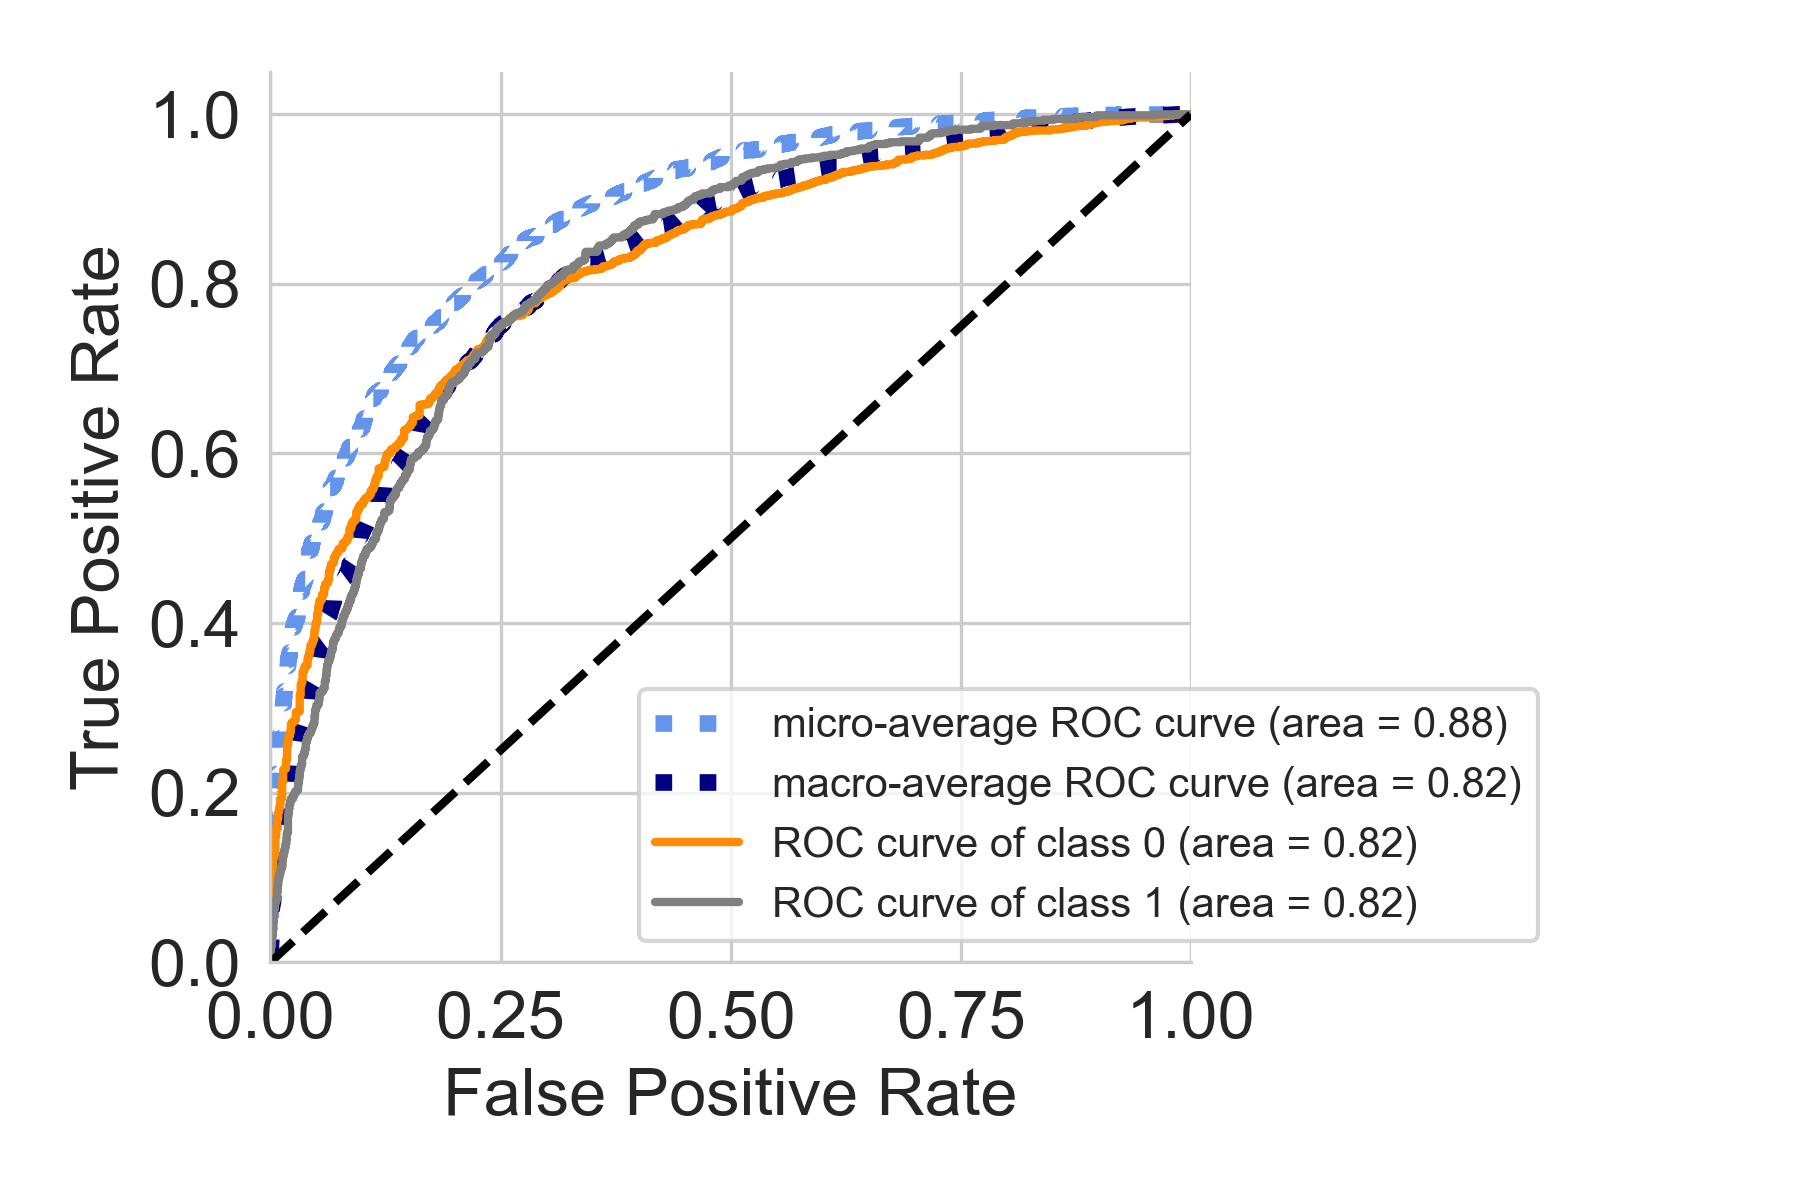 True Positive Rate
1.0
0.8
0.6
0.4
0.2
0.0
micro-average ROC curve (area = 0.88)
macro-average ROC curve (area = 0.82)
ROC curve of class 0 (area = 0.82)
ROC curve of class 1 (area = 0.82)
0.00 0.25 0.50 0.75 1.00
False Positive Rate